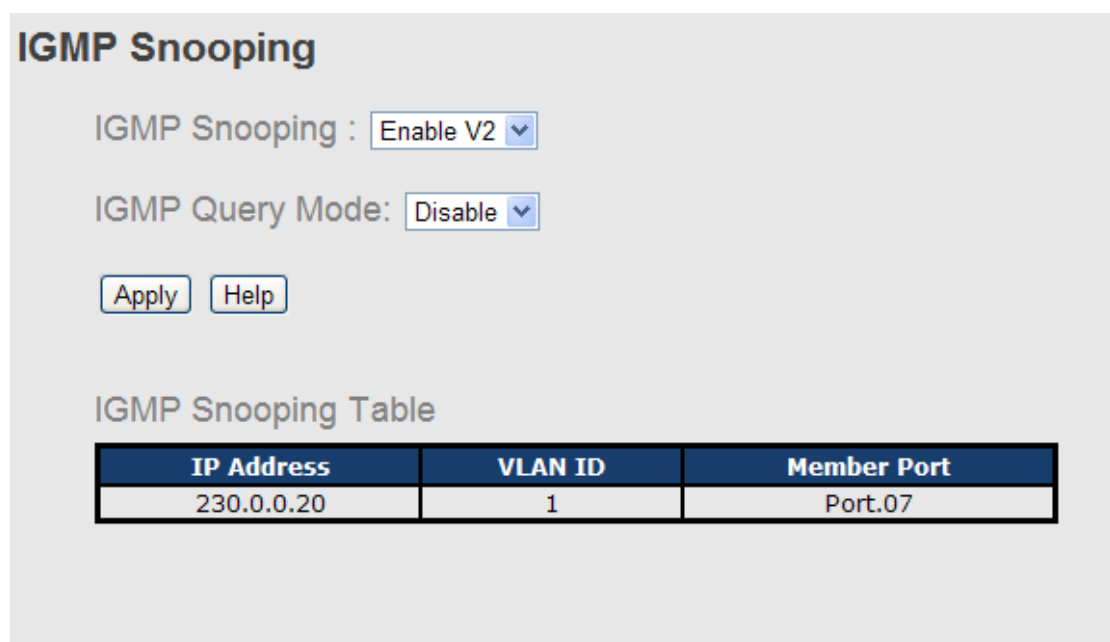 IGMP Snooping
IGMP Snooping : Enable V2
IGMP Query Mode: Disable
Apply Help
IGMP Snooping Table
IP Address VLAN ID Member Port
230.0.0.20 1 Port.07